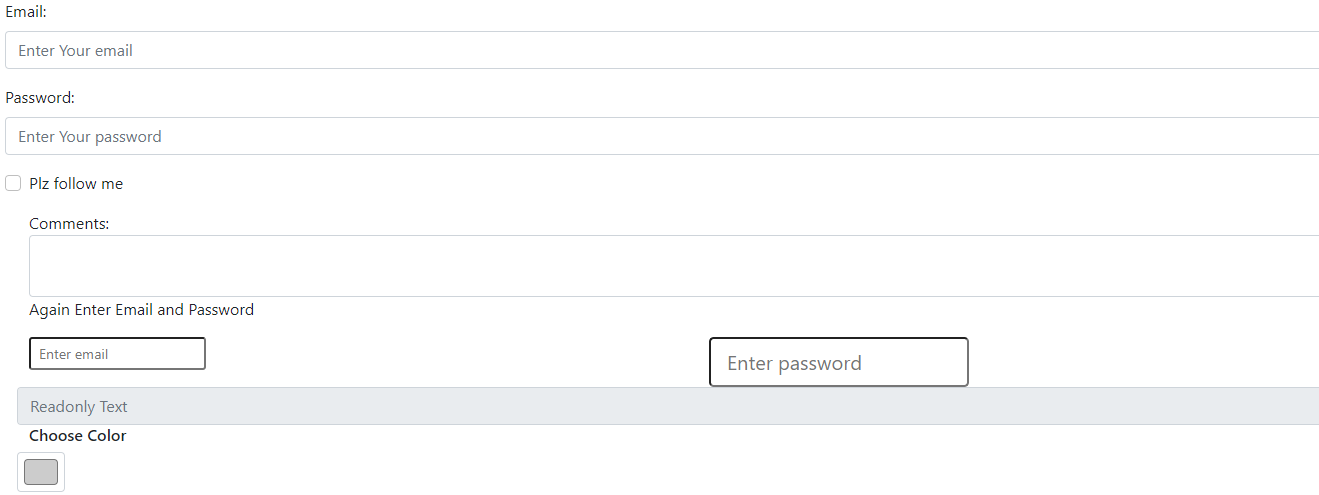 Email:
Enter Your email
Password:
Enter Your password
Plz follow me
Comments:
Again Enter Email and Password
Enter email
Enter password
Readonly Text
Choose Color